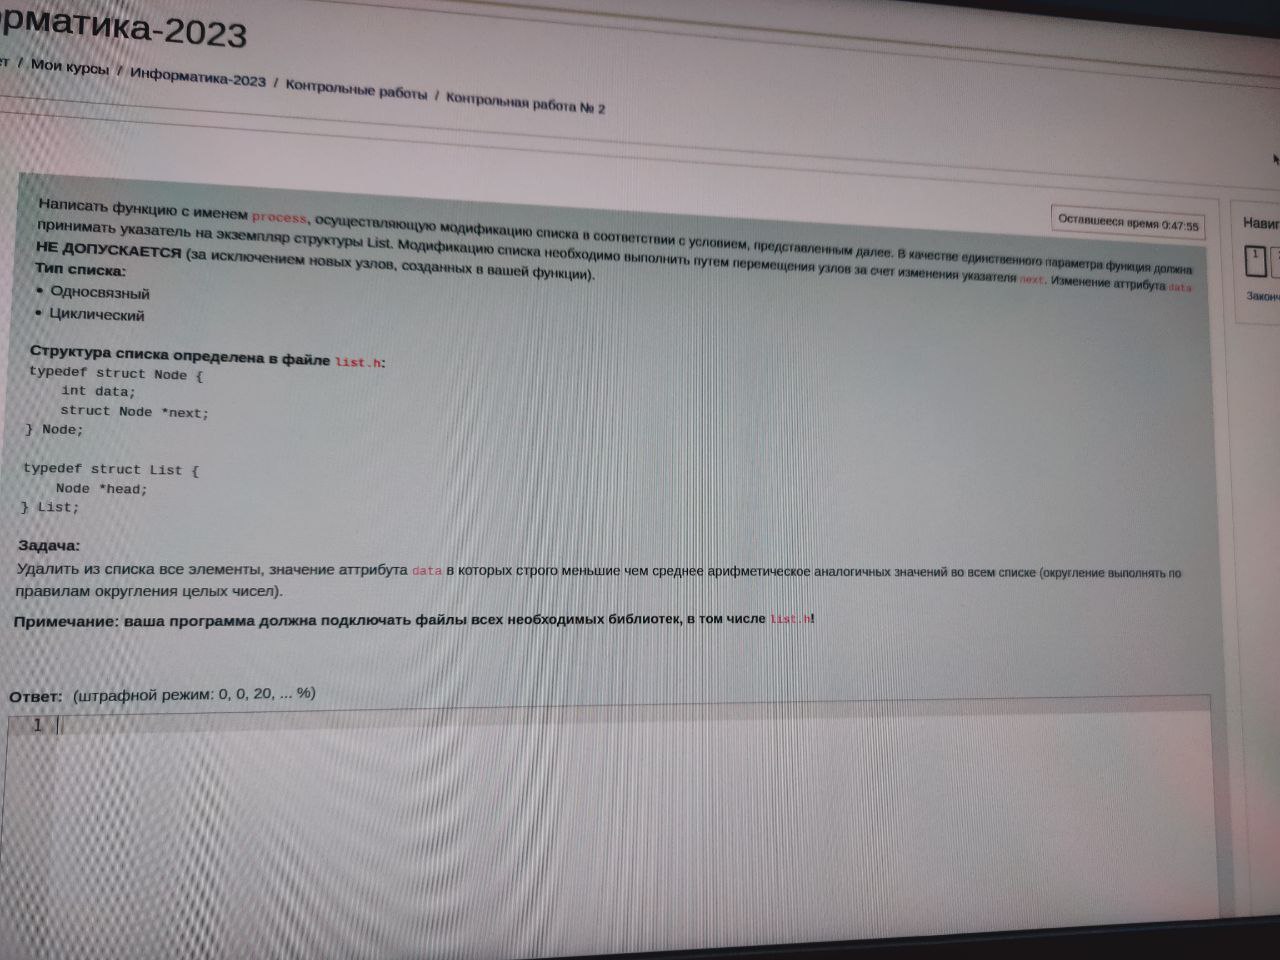 рматика-2023
ет / Мои курсы / Информатика-2023 / Контрольные работы / Контрольная работа № 2
Оставшееся время 0:47:55
Написать функцию с именем process, осуществляющую модификацию списка в соответствии с условием, представленным далее. В качестве единственного параметра функция должна
принимать указатель на экземпляр структуры List. Модификацию списка необходимо выполнить путем перемещения узлов за счет изменения указателя next. Изменение аттрибута data
НЕ ДОПУСКАЕТСЯ (за исключением новых узлов, созданных в вашей функции).
Тип списка:
• Односвязный
• Циклический
Структура списка определена в файле list.h:
typedef struct Node {
int data;
struct Node *next;
} Node;
typedef struct List {
Node *head;
} List;
Задача:
Удалить из списка все элементы, значение аттрибута data в которых строго меньшие чем среднее арифметическое аналогичных значений во всем списке (округление выполнять по
правилам округления целых чисел).
Примечание: ваша программа должна подключать файлы всех необходимых библиотек, в том числе list.h!
Ответ: (штрафной режим: 0, 0, 20, ... %)
1
Навиг
1
Законч